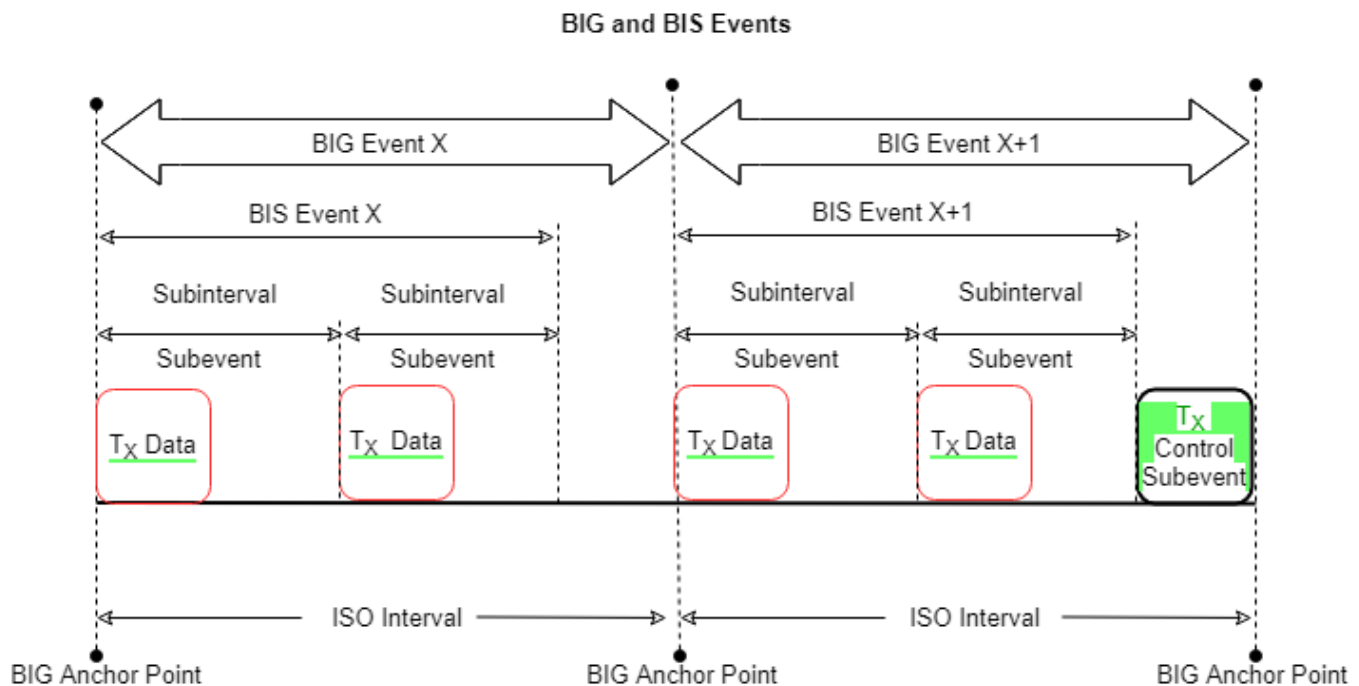 BIG and BIS Events
BIG Event X
BIG Event X+1
BIS Event X
BIS Event X+1
Subinterval
Subinterval
Subinterval
Subinterval
Subevent
Subevent
Subevent
Subevent
TX Data
TX Data
TX Data
TX Data
TX
Control
Subevent
ISO Interval
ISO Interval
BIG Anchor Point
BIG Anchor Point
BIG Anchor Point